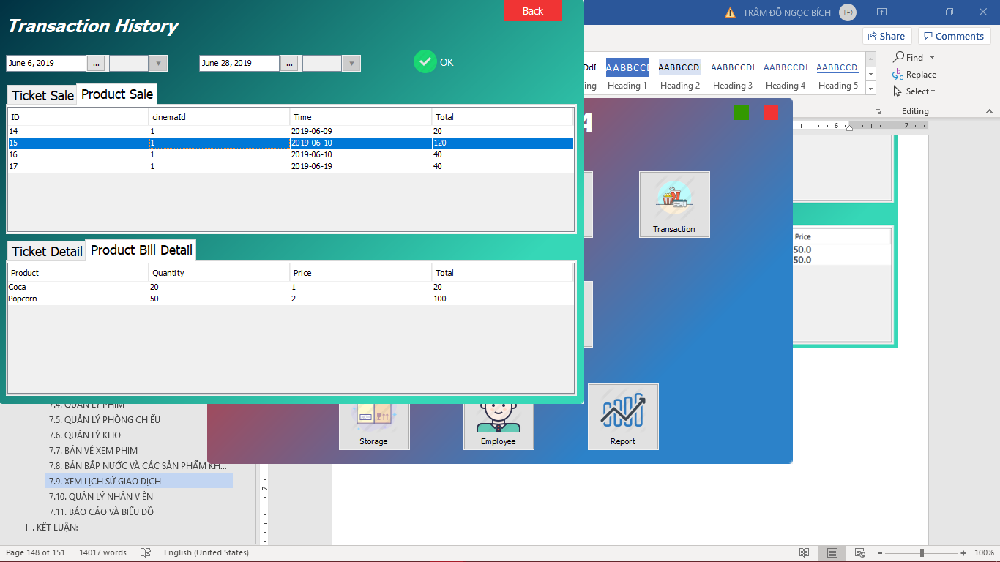 Back
Transaction History
June 6, 2019 ... June 28, 2019 ... OK
Ticket Sale Product Sale
ID cinemaId Time Total
14 1 2019-06-09 20
15 1 2019-06-10 120
16 1 2019-06-10 40
17 1 2019-06-19 40
Ticket Detail Product Bill Detail
Product Quantity Price Total
Coca 20 1 20
Popcorn 50 2 100
TRÂM ĐỖ NGỌC BÍCH TĐ
Share Comments
AABBCCI AABBCCDI AABBCCDI AABBCCDI AABBCCDI
Heading 1 Heading 2 Heading 3 Heading 4 Heading 5
Find
Replace
Select
Editing
6 7
Transaction
Price
50.0
50.0
Storage Employee Report
7.4. QUẢN LÝ PHIM
7.5. QUẢN LÝ PHÒNG CHIẾU
7.6. QUẢN LÝ KHO
7.7. BÁN VÉ XEM PHIM
7.8. BÁN BẮP NƯỚC VÀ CÁC SẢN PHẨM KH...
7.9. XEM LỊCH SỬ GIAO DỊCH
7.10. QUẢN LÝ NHÂN VIÊN
7.11. BÁO CÁO VÀ BIỂU ĐỒ
III. KẾT LUẬN:
7
Page 148 of 151 14017 words English (United States) 100%